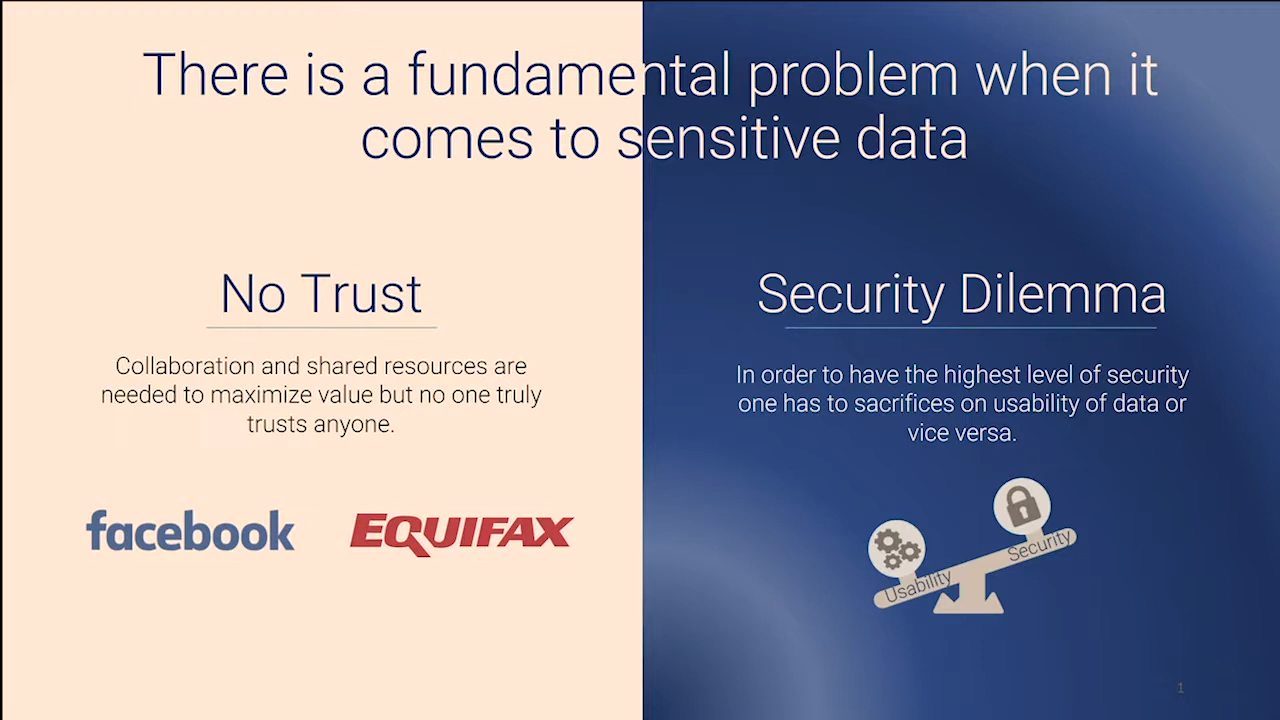 There is a fundamental problem when it
comes to sensitive data
No Trust
Collaboration and shared resources are
needed to maximize value but no one truly
trusts anyone.
facebook
EQUIFAX
Security Dilemma
In order to have the highest level of security
one has to sacrifices on usability of data or
vice versa.
Usability
Security
1